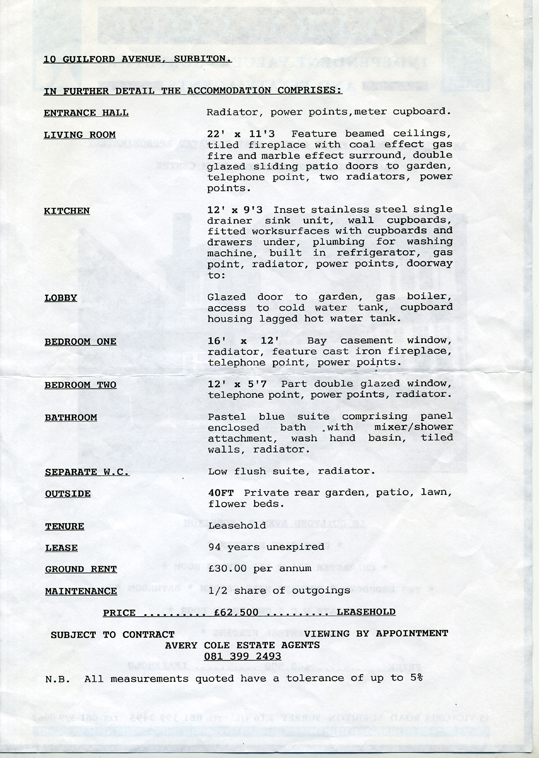 10 GUILFORD AVENUE, SURBITON.
IN FURTHER DETAIL THE ACCOMMODATION COMPRISES:
ENTRANCE HALL Radiator, power points,meter cupboard.
LIVING ROOM 22' x 11'3 Feature beamed ceilings,
tiled fireplace with coal effect gas
fire and marble effect surround, double
glazed sliding patio doors to garden,
telephone point, two radiators, power
points.
KITCHEN 12' x 9'3 Inset stainless steel single
drainer sink unit, wall cupboards,
fitted worksurfaces with cupboards and
drawers under, plumbing for washing
machine, built in refrigerator, gas
point, radiator, power points, doorway
to:
LOBBY Glazed door to garden, gas boiler,
access to cold water tank, cupboard
housing lagged hot water tank.
BEDROOM ONE 16' x 12' Bay casement window,
radiator, feature cast iron fireplace,
telephone point, power points.
BEDROOM TWO 12' x 5'7 Part double glazed window,
telephone point, power points, radiator.
BATHROOM Pastel blue suite comprising panel
enclosed bath with mixer/shower
attachment, wash hand basin, tiled
walls, radiator.
SEPARATE W.C. Low flush suite, radiator.
OUTSIDE 40FT Private rear garden, patio, lawn,
flower beds.
TENURE Leasehold
LEASE 94 years unexpired
GROUND RENT £30.00 per annum
MAINTENANCE 1/2 share of outgoings
PRICE .......... £62,500 .......... LEASEHOLD
SUBJECT TO CONTRACT VIEWING BY APPOINTMENT
AVERY COLE ESTATE AGENTS
081 399 2493
N.B. All measurements quoted have a tolerance of up to 5%